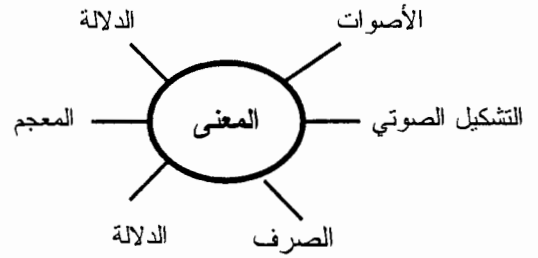 الأصوات الدلالة
التشكيل الصوتي المعنى المعجم
الصرف الدلالة